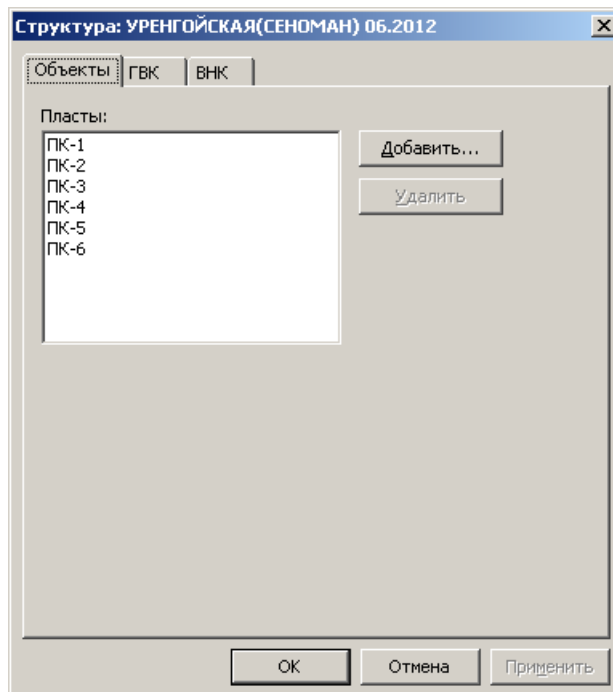 Структура: УРЕНГОЙСКАЯ(СЕНОМАН) 06.2012
Объекты ГВК ВНК
Пласты:
ПК-1
ПК-2
ПК-3
ПК-4
ПК-5
ПК-6
Добавить...
Удалить
OK Отмена Применить